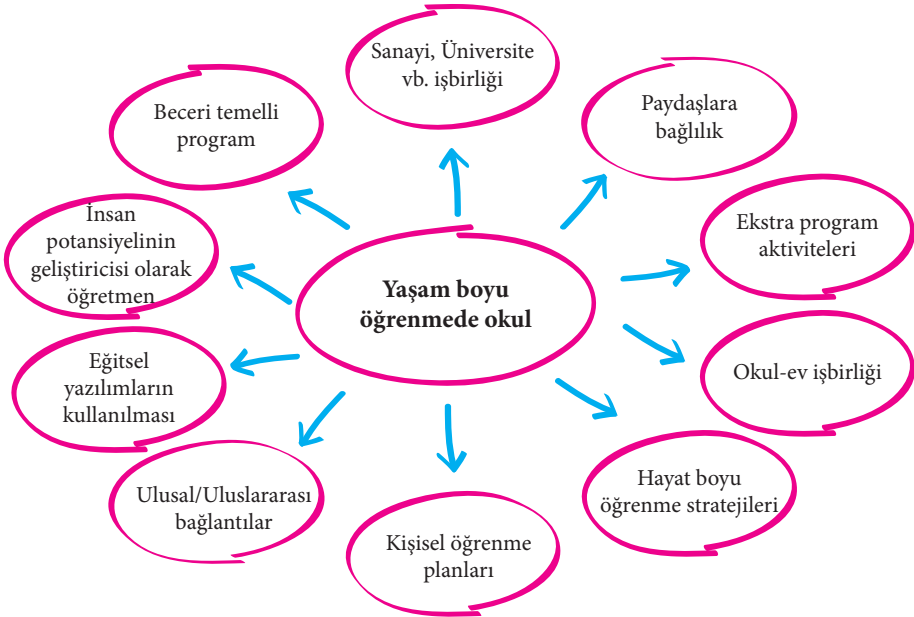 Sanayi, Üniversite
vb. işbirliği
Beceri temelli
program
Paydaşlara
bağlılık
İnsan
potansiyelinin
geliştiricisi olarak
öğretmen
Ekstra program
aktiviteleri
Yaşam boyu
öğrenmede okul
Eğitsel
yazılımların
kullanılması
Okul-ev işbirliği
Ulusal/Uluslararası
bağlantılar
Hayat boyu
öğrenme stratejileri
Kişisel öğrenme
planları